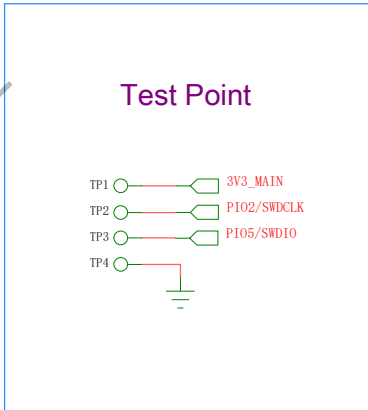 Test Point
TP1 3V3_MAIN
TP2 PIO2/SWDCLK
TP3 PIO5/SWDIO
TP4